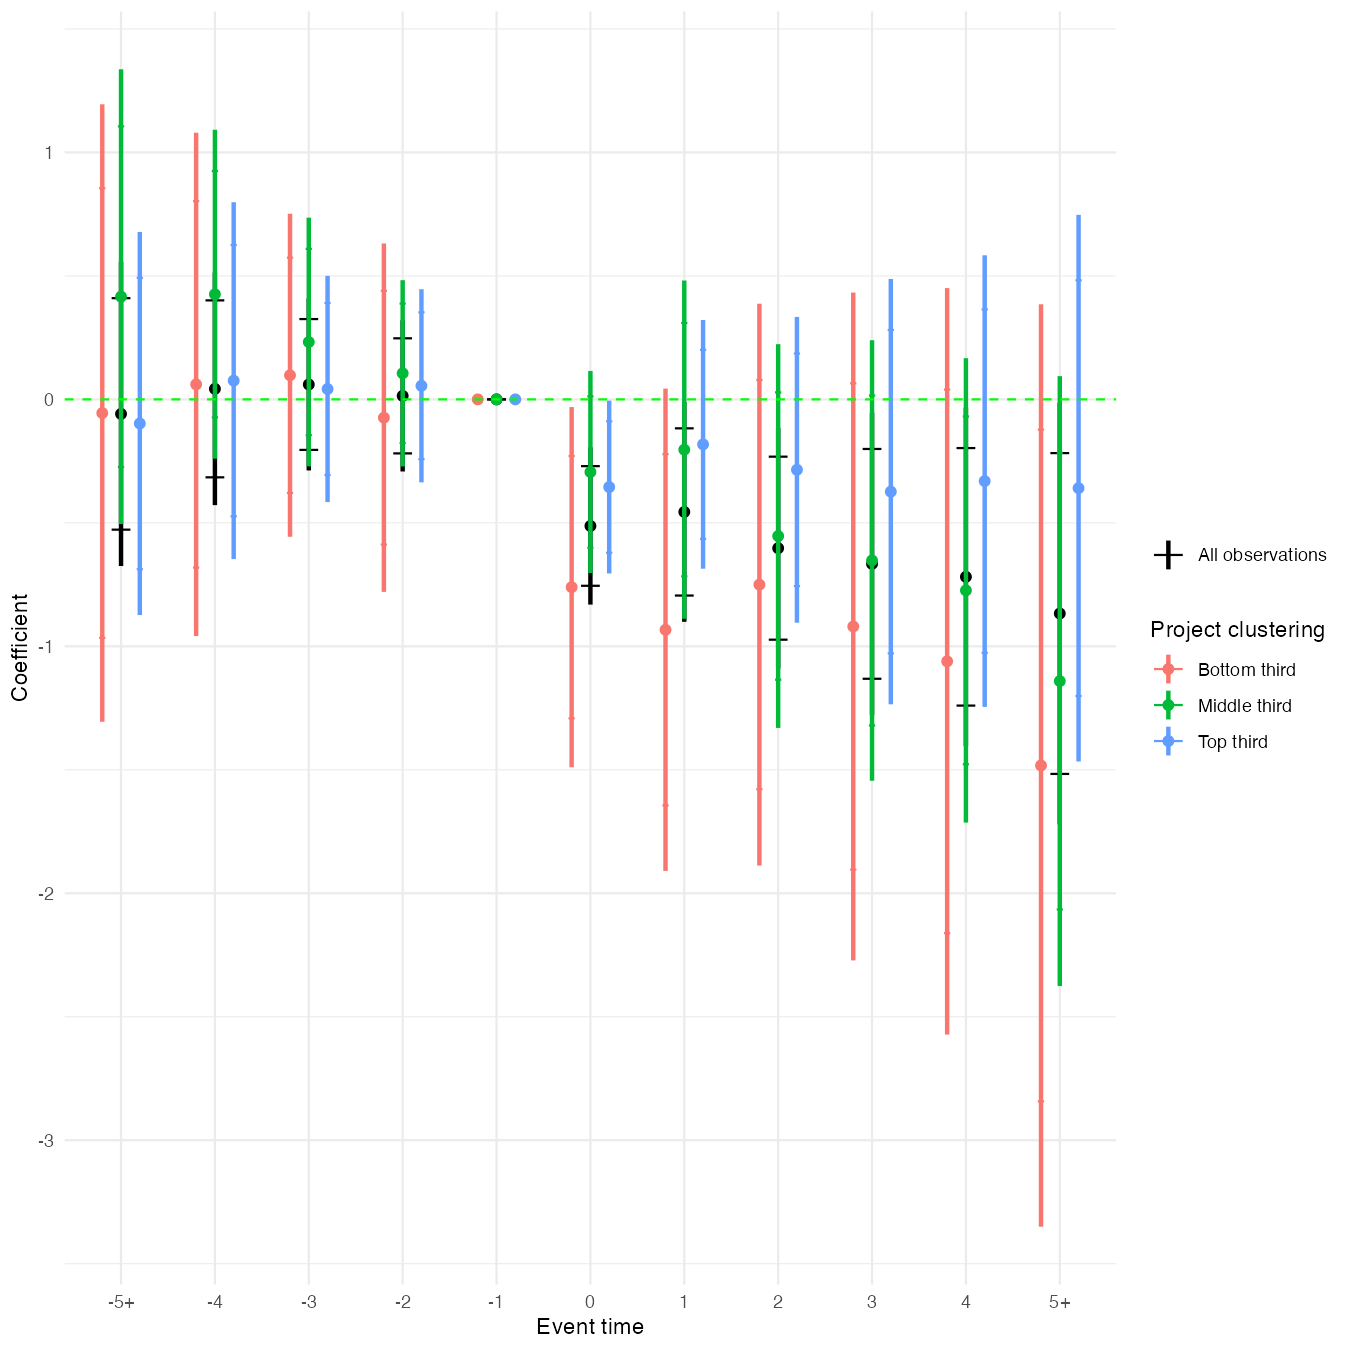 1
0
-1
-2
-3
Coefficient
-5+
-4
-3
-2
-1
0
1
2
3
4
5+
Event time
All observations
Project clustering
Bottom third
Middle third
Top third